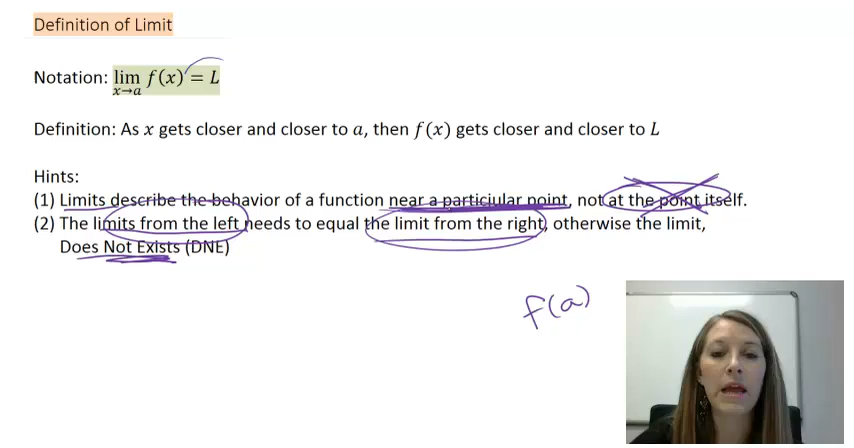 Definition of Limit
Notation: lim f(x) = L
x→a
Definition: As x gets closer and closer to a, then f(x) gets closer and closer to L
Hints:
(1) Limits describe the behavior of a function near a particiular point, not at the point itself.
(2) The limits from the left needs to equal the limit from the right, otherwise the limit,
Does Not Exists (DNE)
f(a)